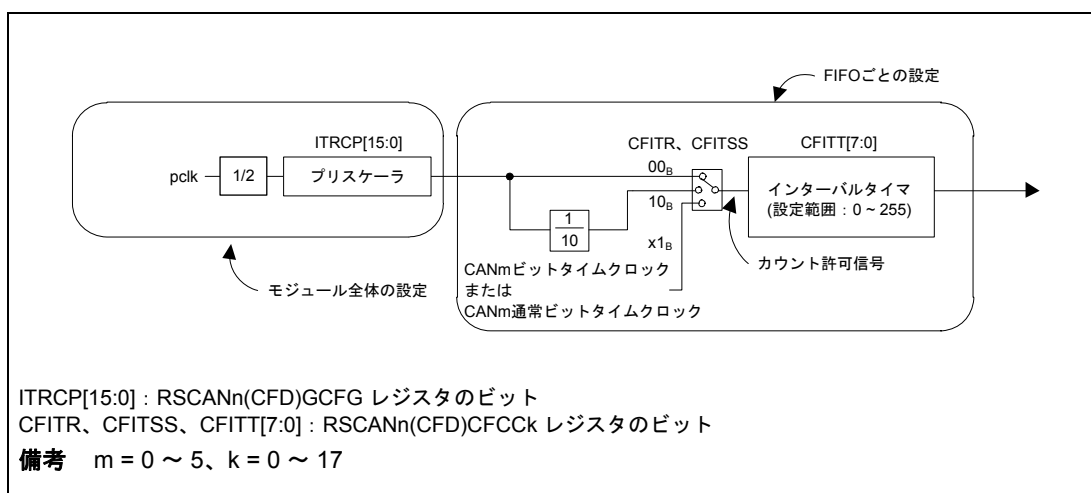 FIFOごとの設定
ITRCP[15:0]
CFITR、CFITSS
CFITT[7:0]
pclk
1/2
プリスケーラ
00B
10B
x1B
1
10
インターバルタイマ
(設定範囲：0 ~ 255)
カウント許可信号
CANmビットタイムクロック
または
CANm通常ビットタイムクロック
モジュール全体の設定
ITRCP[15:0]：RSCANn(CFD)GCFG レジスタのビット
CFITR、CFITSS、CFITT[7:0]：RSCANn(CFD)CFCCk レジスタのビット
備考 m = 0 ～ 5、k = 0 ～ 17